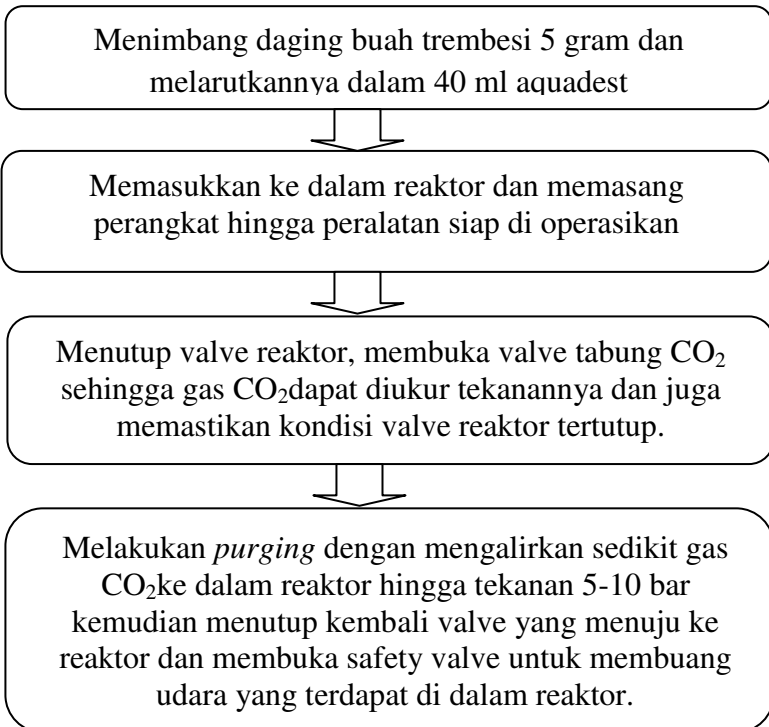 Menimbang daging buah trembesi 5 gram dan
melarutkannya dalam 40 ml aquadest
Memasukkan ke dalam reaktor dan memasang
perangkat hingga peralatan siap di operasikan
Menutup valve reaktor, membuka valve tabung CO₂
sehingga gas CO₂dapat diukur tekanannya dan juga
memastikan kondisi valve reaktor tertutup.
Melakukan purging dengan mengalirkan sedikit gas
CO₂ke dalam reaktor hingga tekanan 5-10 bar
kemudian menutup kembali valve yang menuju ke
reaktor dan membuka safety valve untuk membuang
udara yang terdapat di dalam reaktor.